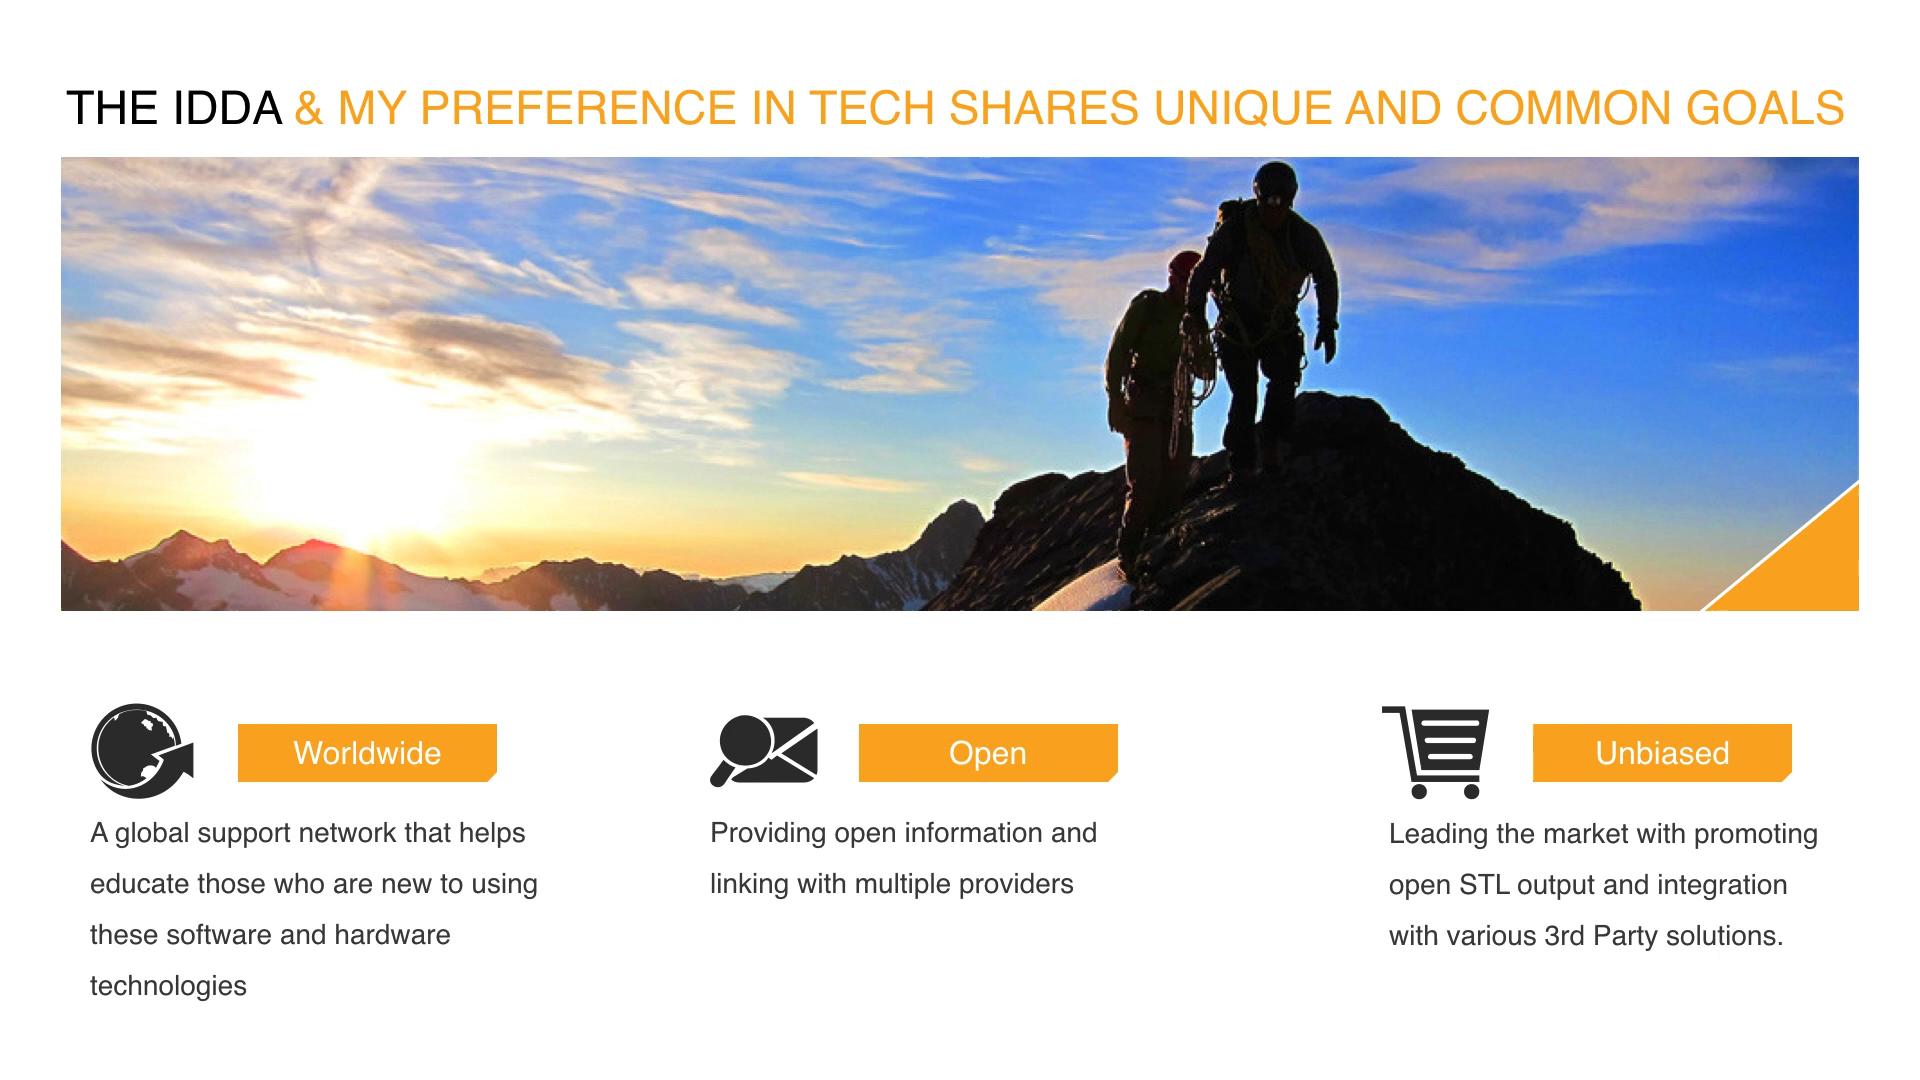 THE IDDA & MY PREFERENCE IN TECH SHARES UNIQUE AND COMMON GOALS
Worldwide
A global support network that helps
educate those who are new to using
these software and hardware
technologies
Open
Providing open information and
linking with multiple providers
Unbiased
Leading the market with promoting
open STL output and integration
with various 3rd Party solutions.